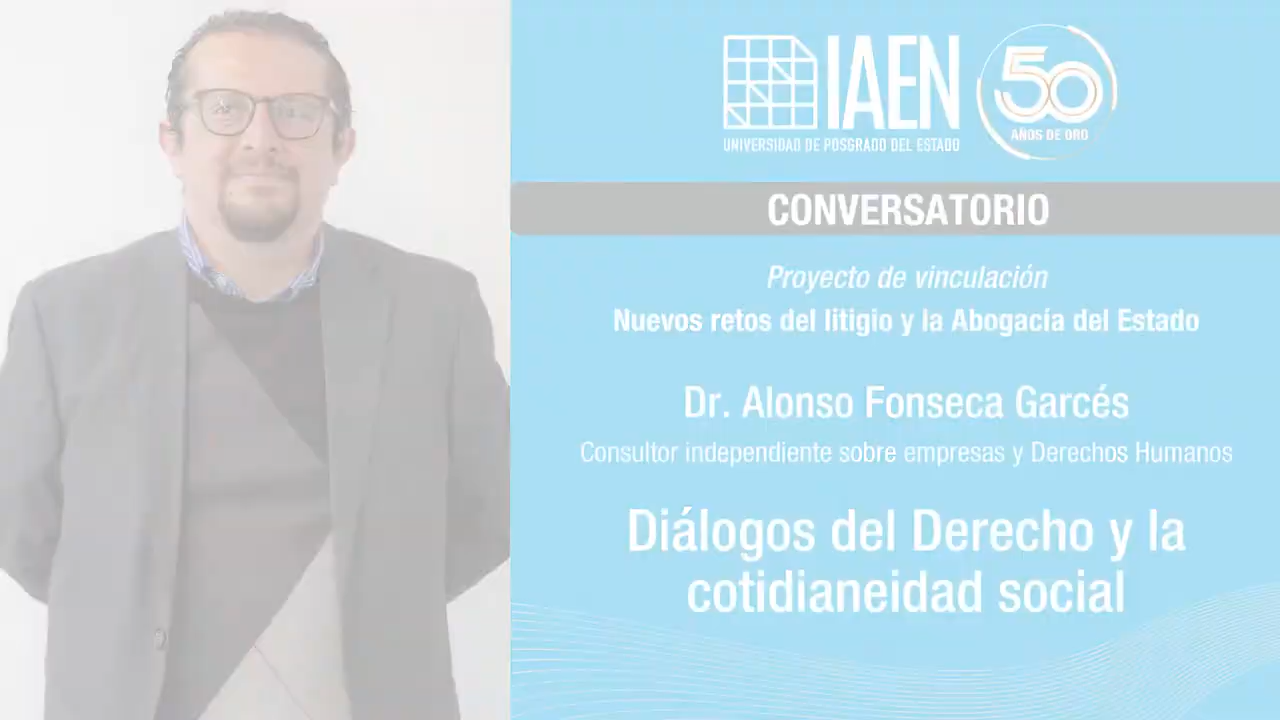 IAEN
UNIVERSIDAD DE POSGRADO DEL ESTADO
50
AÑOS DE ORO
CONVERSATORIO
Proyecto de vinculación
Nuevos retos del litigio y la Abogacía del Estado
Dr. Alonso Fonseca Garcés
Consultor independiente sobre empresas y Derechos Humanos
Diálogos del Derecho y la
cotidianeidad social